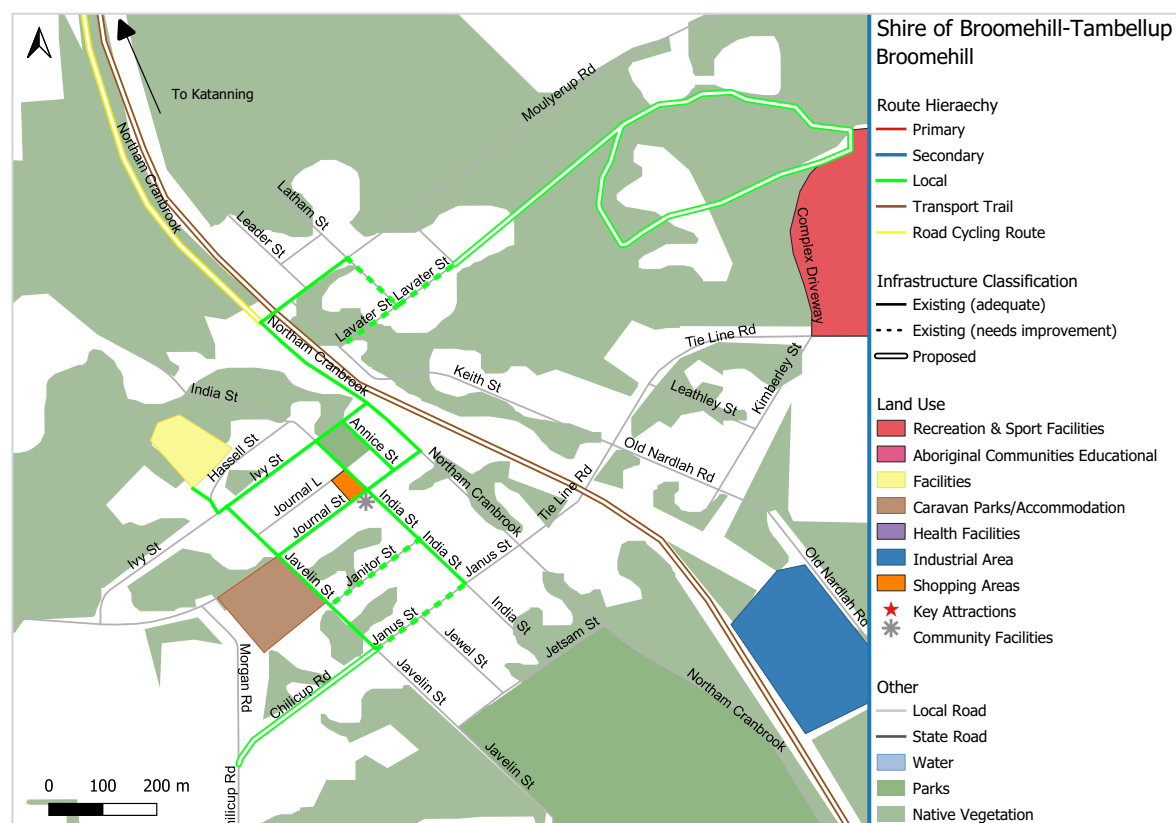 Shire of Broomehill-Tambellup
Broomehill
Route Hieraechy
Primary
Secondary
Local
Transport Trail
Road Cycling Route
Infrastructure Classification
Existing (adequate)
Existing (needs improvement)
Proposed
Land Use
Recreation & Sport Facilities
Aboriginal Communities Educational
Facilities
Caravan Parks/Accommodation
Health Facilities
Industrial Area
Shopping Areas
Key Attractions
Community Facilities
Other
Local Road
State Road
Water
Parks
Native Vegetation
To Katanning
Moulyerup Rd
Northam Cranbrook
Latham St
Leader St
Complex Driveway
Lavater St
Lavater St
Northam Cranbrook
Tie Line Rd
Keith St
Kimberley St
Leathley St
India St
Annice St
Hassell St
Ivy St
Old Nardlah Rd
Northam Cranbrook
Journal L
Journal St
India St
Tie Line Rd
India St
Ivy St
Janitor St
Janus St
Javelin St
Old Nardlah Rd
India St
Janus St
Jewel St
Jetsam St
Morgan Rd
Chilicup Rd
Javelin St
Northam Cranbrook
Javelin St
hilicup Rd
0 100 200 m